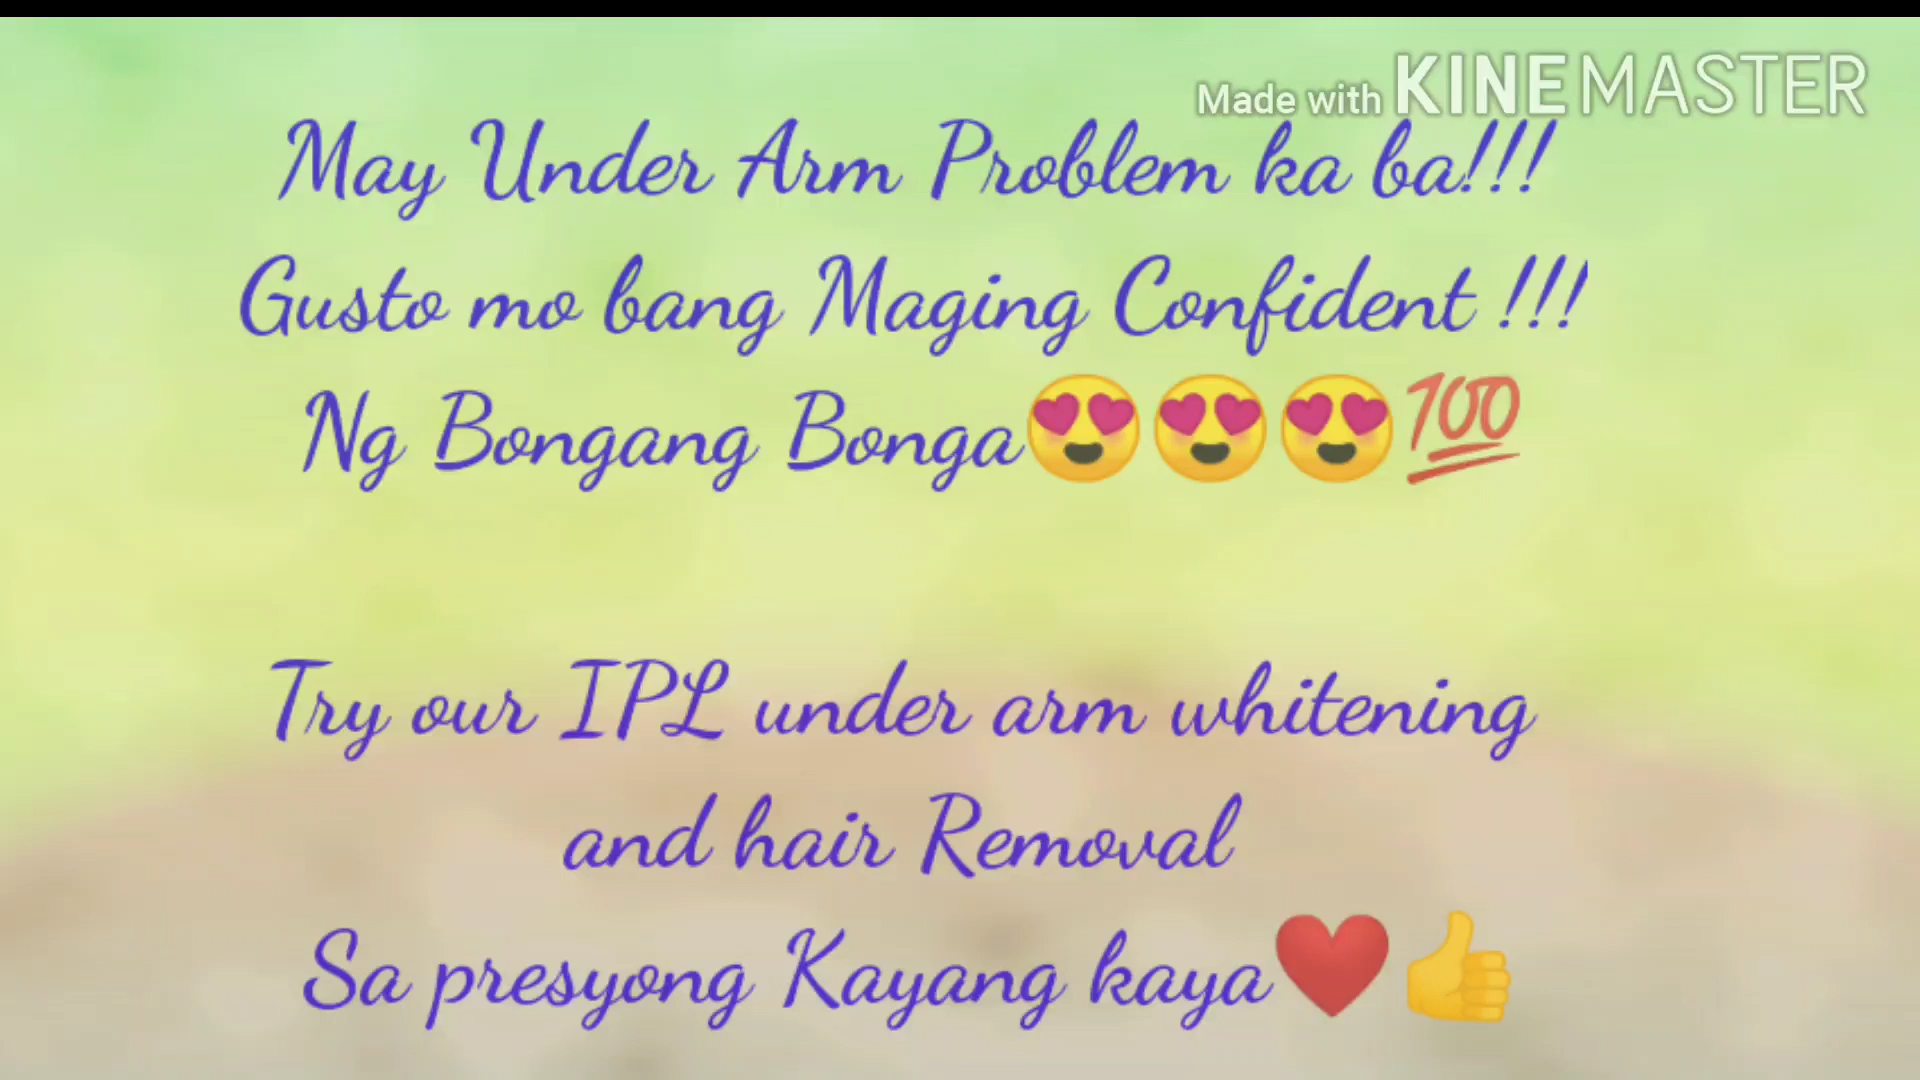 Made with KINEMASTER
May Under Arm Problem ka ba!!!
Gusto mo bang Maging Confident !!!
Ng Bongang Bonga😍😍😍💯
Try our IPL under arm whitening
and hair Removal
Sa presyong Kayang kaya❤️👍